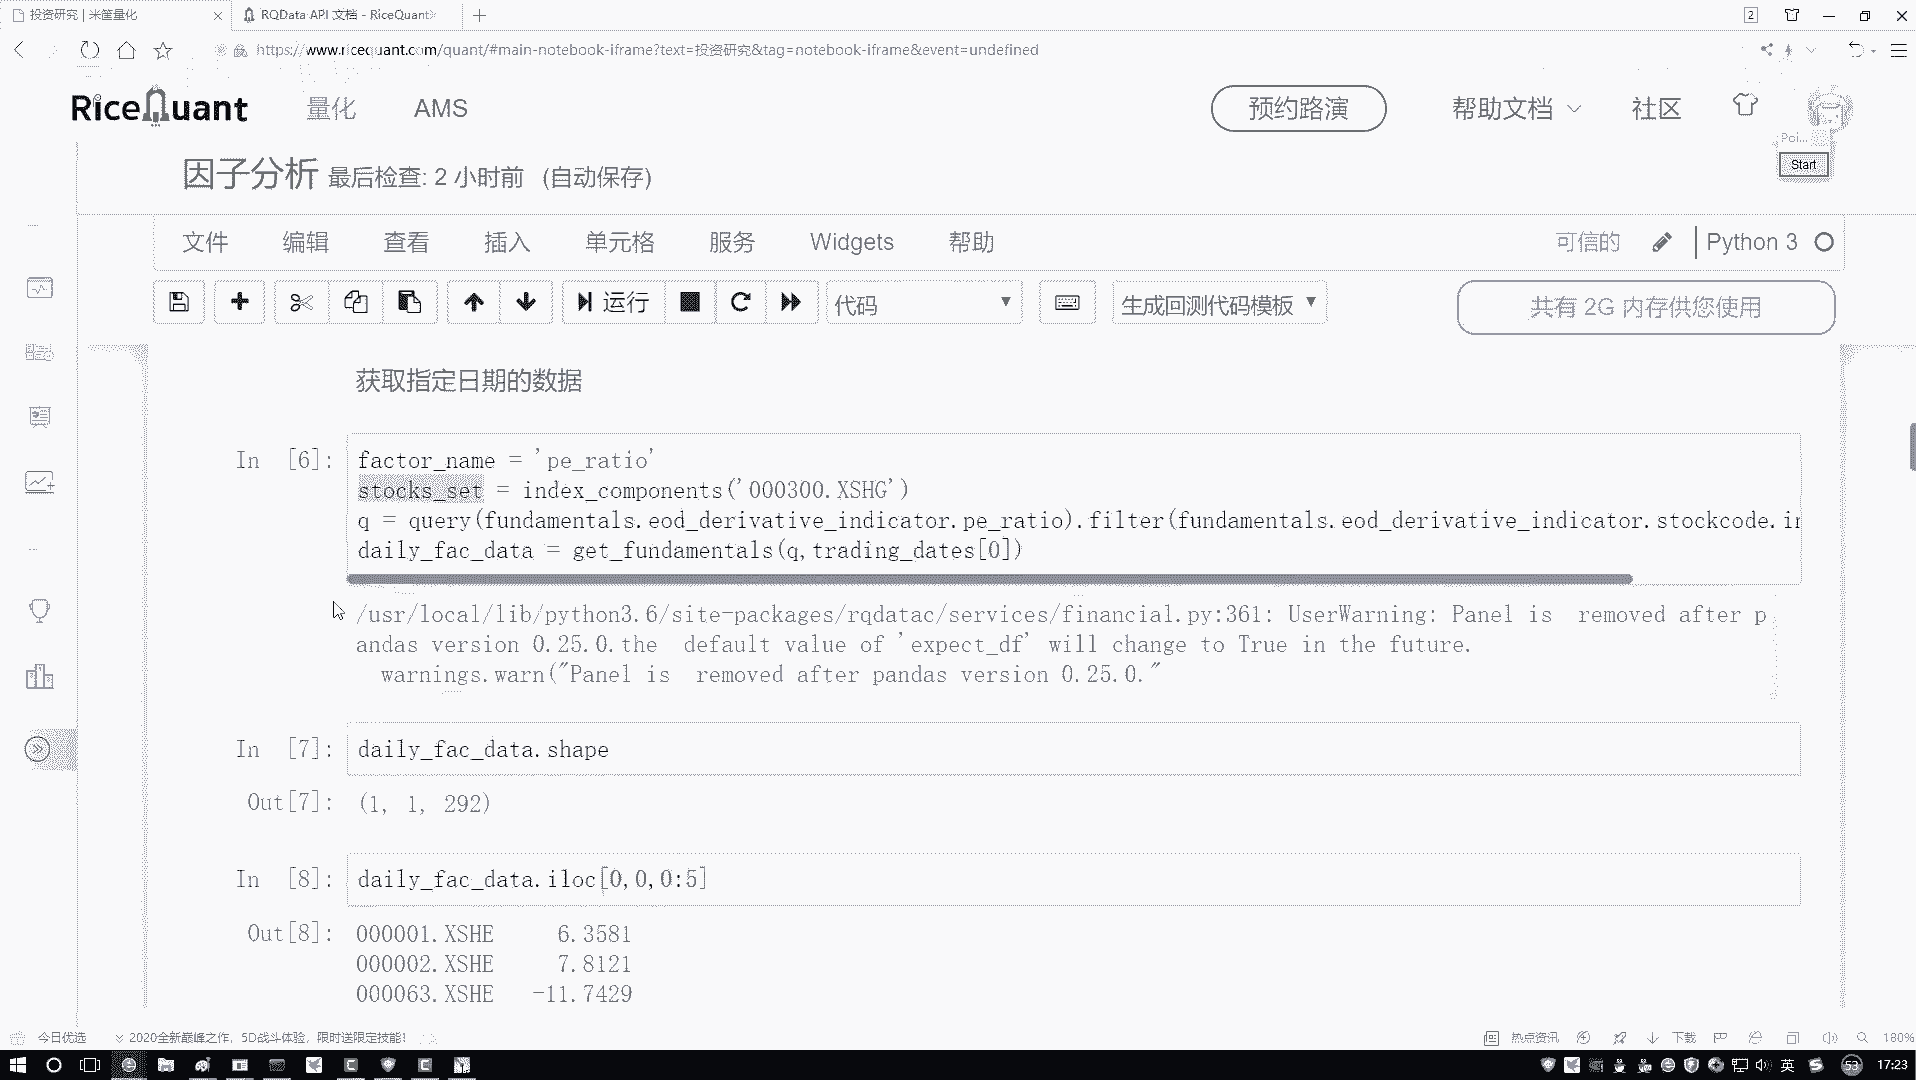 投资研究 | 米筐量化
RQData API 文档 - RiceQuant
2
https://www.ricequant.com/quant/#main-notebook-iframe?text=投资研究&tag=notebook-iframe&event=undefined
RiceQuant
量化
AMS
预约路演
帮助文档
社区
Poi...
Start
因子分析 最后检查: 2 小时前 (自动保存)
文件 编辑 查看 插入 单元格 服务 Widgets 帮助
可信的
Python 3
运行
代码
生成回测代码模板
共有 2G 内存供您使用
获取指定日期的数据
In [6]:
factor_name = 'pe_ratio'
stocks_set = index_components('000300.XSHG')
q = query(fundamentals.eod_derivative_indicator.pe_ratio).filter(fundamentals.eod_derivative_indicator.stockcode.in
daily_fac_data = get_fundamentals(q,trading_dates[0])
/usr/local/lib/python3.6/site-packages/rqdatac/services/financial.py:361: UserWarning: Panel is  removed after p
andas version 0.25.0.the  default value of 'expect_df' will change to True in the future.
warnings.warn("Panel is  removed after pandas version 0.25.0."
In [7]:
daily_fac_data.shape
Out[7]: (1, 1, 292)
In [8]:
daily_fac_data.iloc[0,0,0:5]
Out[8]: 000001.XSHE 6.3581
000002.XSHE 7.8121
000063.XSHE -11.7429
今日优选
2020全新巅峰之作，5D战斗体验，限时送限定技能！
热点资讯
下载
180%
英
53
17:23